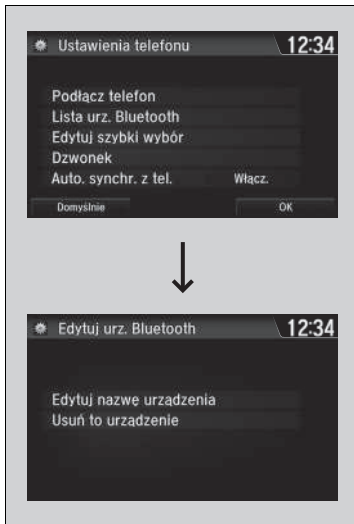 Ustawienia telefonu 12:34
Podłącz telefon
Lista urz. Bluetooth
Edytuj szybki wybór
Dzwonek
Auto. synchr. z tel. Włącz.
Domyślnie OK
Edytuj urz. Bluetooth 12:34
Edytuj nazwę urządzenia
Usuń to urządzenie